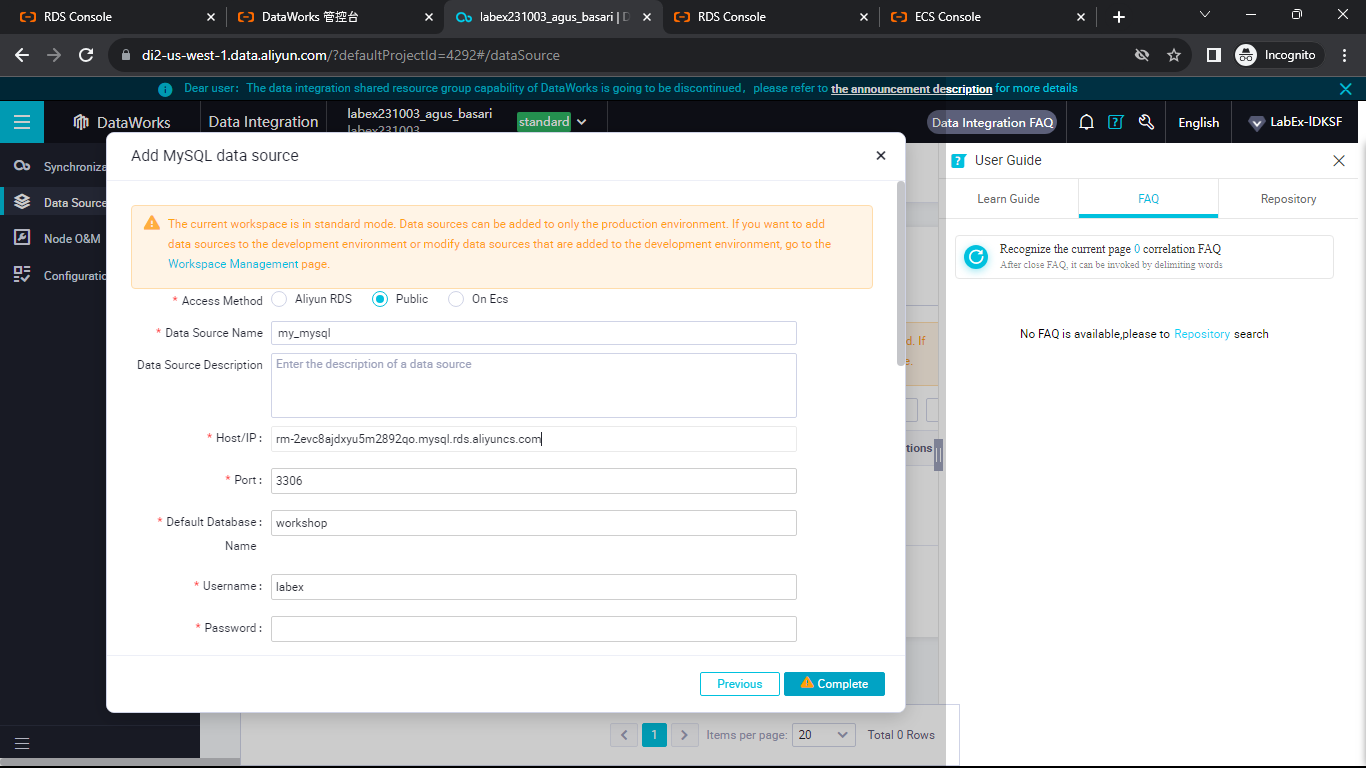 RDS Console
DataWorks 管控台
labex231003_agus_basari | D
RDS Console
ECS Console
di2-us-west-1.data.aliyun.com/?defaultProjectId=4292#/dataSource
Incognito
Dear user： The data integration shared resource group capability of DataWorks is going to be discontinued， please refer to the announcement description for more details
DataWorks
Data Integration
labex231003_agus_basari
labex231003
standard
Data Integration FAQ
English
LabEx-lDKSF
Synchroniza
Data Source
Node O&M
Configuratio
Add MySQL data source
The current workspace is in standard mode. Data sources can be added to only the production environment. If you want to add
data sources to the development environment or modify data sources that are added to the development environment, go to the
Workspace Management page.
* Access Method
Aliyun RDS
Public
On Ecs
* Data Source Name
my_mysql
Data Source Description
Enter the description of a data source
* Host/IP :
rm-2evc8ajdxyu5m2892qo.mysql.rds.aliyuncs.com
* Port :
3306
* Default Database :
Name
workshop
* Username :
labex
* Password :
Previous
Complete
d. If
e.
tions
1
Items per page:
20
Total 0 Rows
User Guide
Learn Guide
FAQ
Repository
Recognize the current page 0 correlation FAQ
After close FAQ, it can be invoked by delimiting words
No FAQ is available,please to Repository search